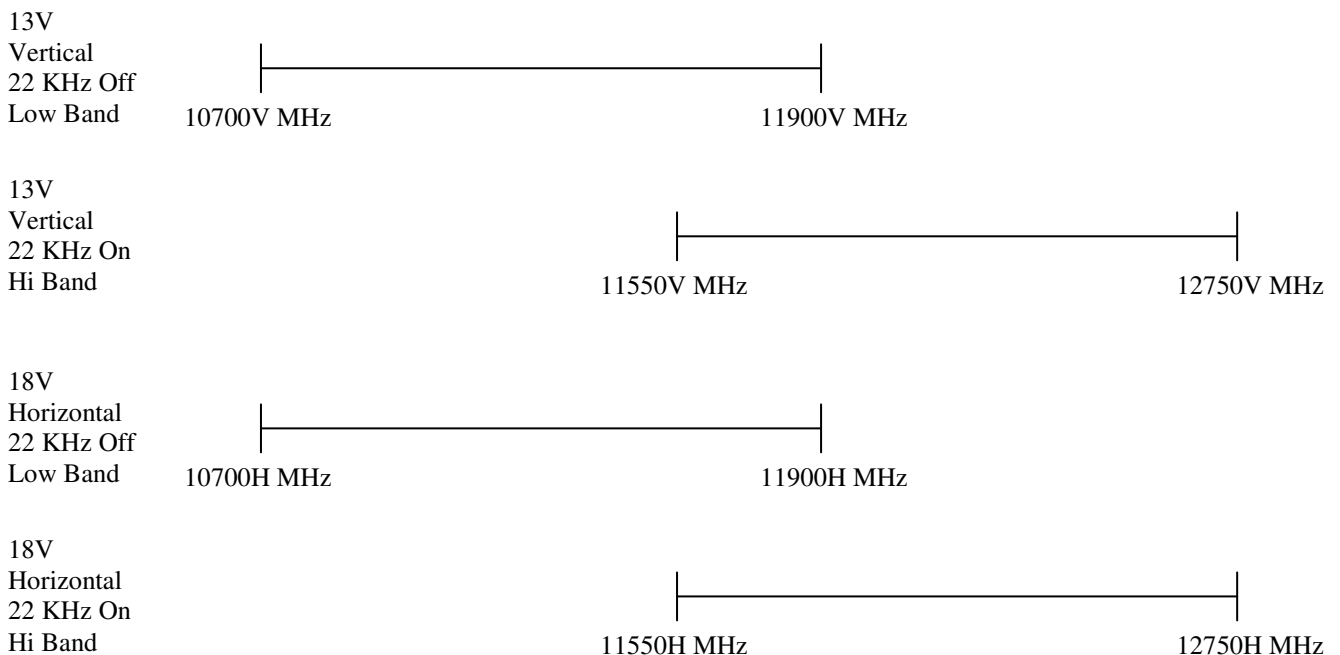 13V
Vertical
22 KHz Off
Low Band
10700V MHz
11900V MHz
13V
Vertical
22 KHz On
Hi Band
11550V MHz
12750V MHz
18V
Horizontal
22 KHz Off
Low Band
10700H MHz
11900H MHz
18V
Horizontal
22 KHz On
Hi Band
11550H MHz
12750H MHz